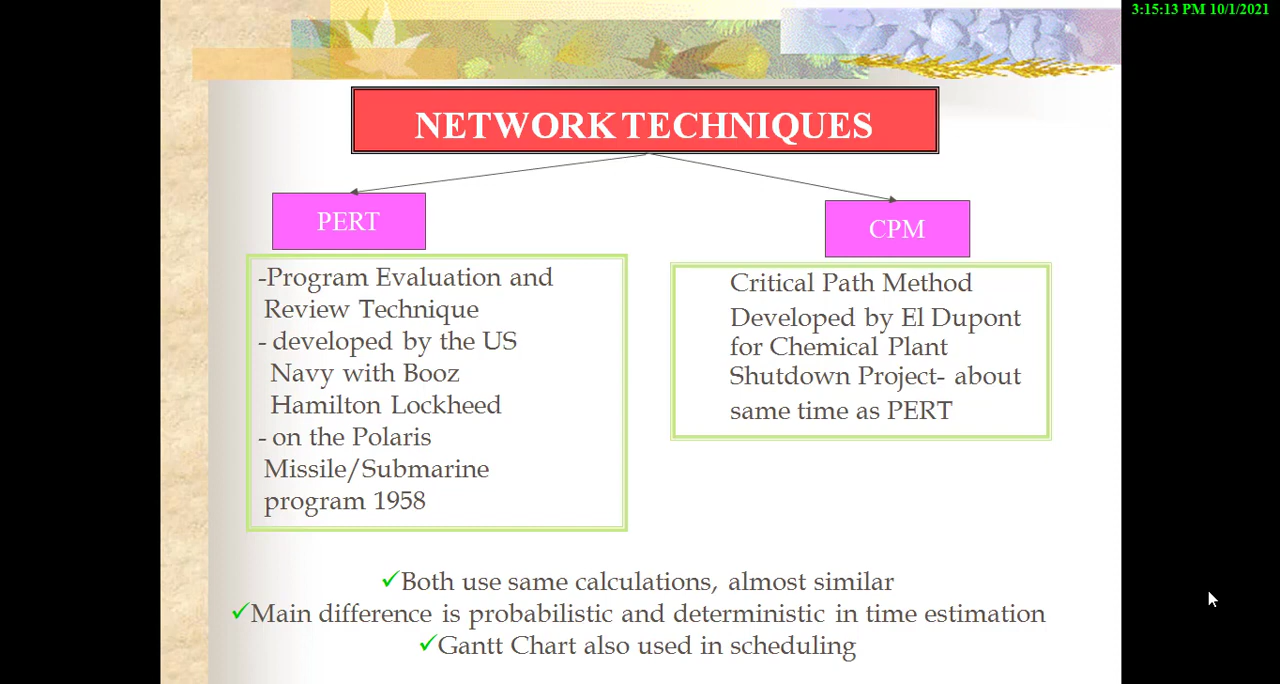 3:15:13 PM 10/1/2021
NETWORK TECHNIQUES
PERT
-Program Evaluation and
Review Technique
- developed by the US
Navy with Booz
Hamilton Lockheed
- on the Polaris
Missile/Submarine
program 1958
CPM
Critical Path Method
Developed by El Dupont
for Chemical Plant
Shutdown Project- about
same time as PERT
✓Both use same calculations, almost similar
✓Main difference is probabilistic and deterministic in time estimation
✓Gantt Chart also used in scheduling